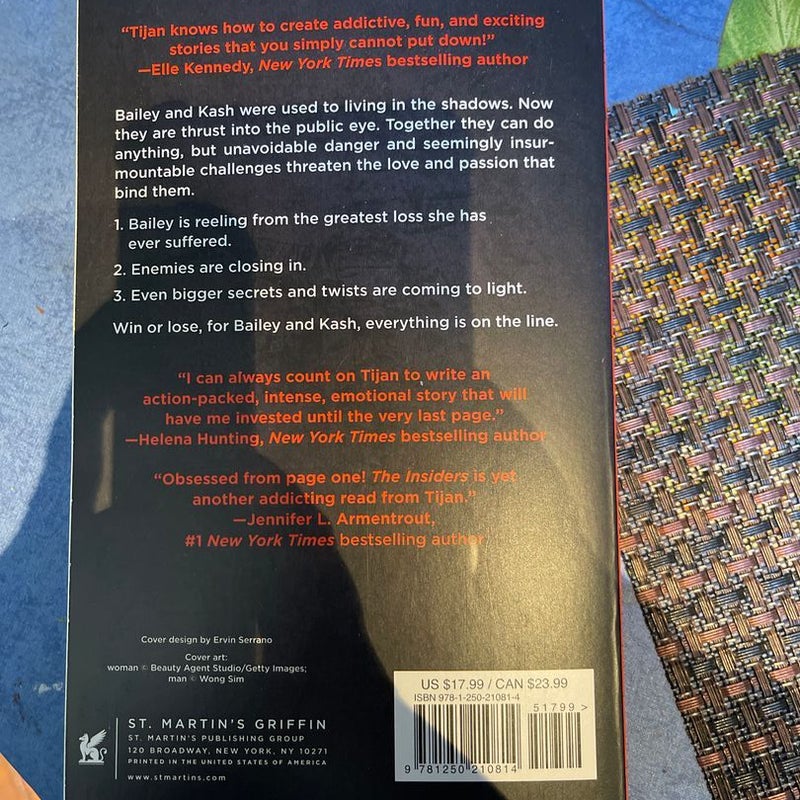 “Tijan knows how to create addictive, fun, and exciting
stories that you simply cannot put down!”
—Elle Kennedy, New York Times bestselling author
Bailey and Kash were used to living in the shadows. Now
they are thrust into the public eye. Together they can do
anything, but unavoidable danger and seemingly insur-
mountable challenges threaten the love and passion that
bind them.
1. Bailey is reeling from the greatest loss she has
ever suffered.
2. Enemies are closing in.
3. Even bigger secrets and twists are coming to light.
Win or lose, for Bailey and Kash, everything is on the line.
“I can always count on Tijan to write an
action-packed, intense, emotional story that will
have me invested until the very last page.”
—Helena Hunting, New York Times bestselling author
“Obsessed from page one! The Insiders is yet
another addicting read from Tijan.”
—Jennifer L. Armentrout,
#1 New York Times bestselling author
Cover design by Ervin Serrano
Cover art:
woman © Beauty Agent Studio/Getty Images;
man © Wong Sim
ST. MARTIN'S GRIFFIN
ST. MARTIN'S PUBLISHING GROUP
120 BROADWAY, NEW YORK, NY 10271
PRINTED IN THE UNITED STATES OF AMERICA
www.stmartins.com
US $17.99 / CAN $23.99
ISBN 978-1-250-21081-4
51799 >
9 781250 210814